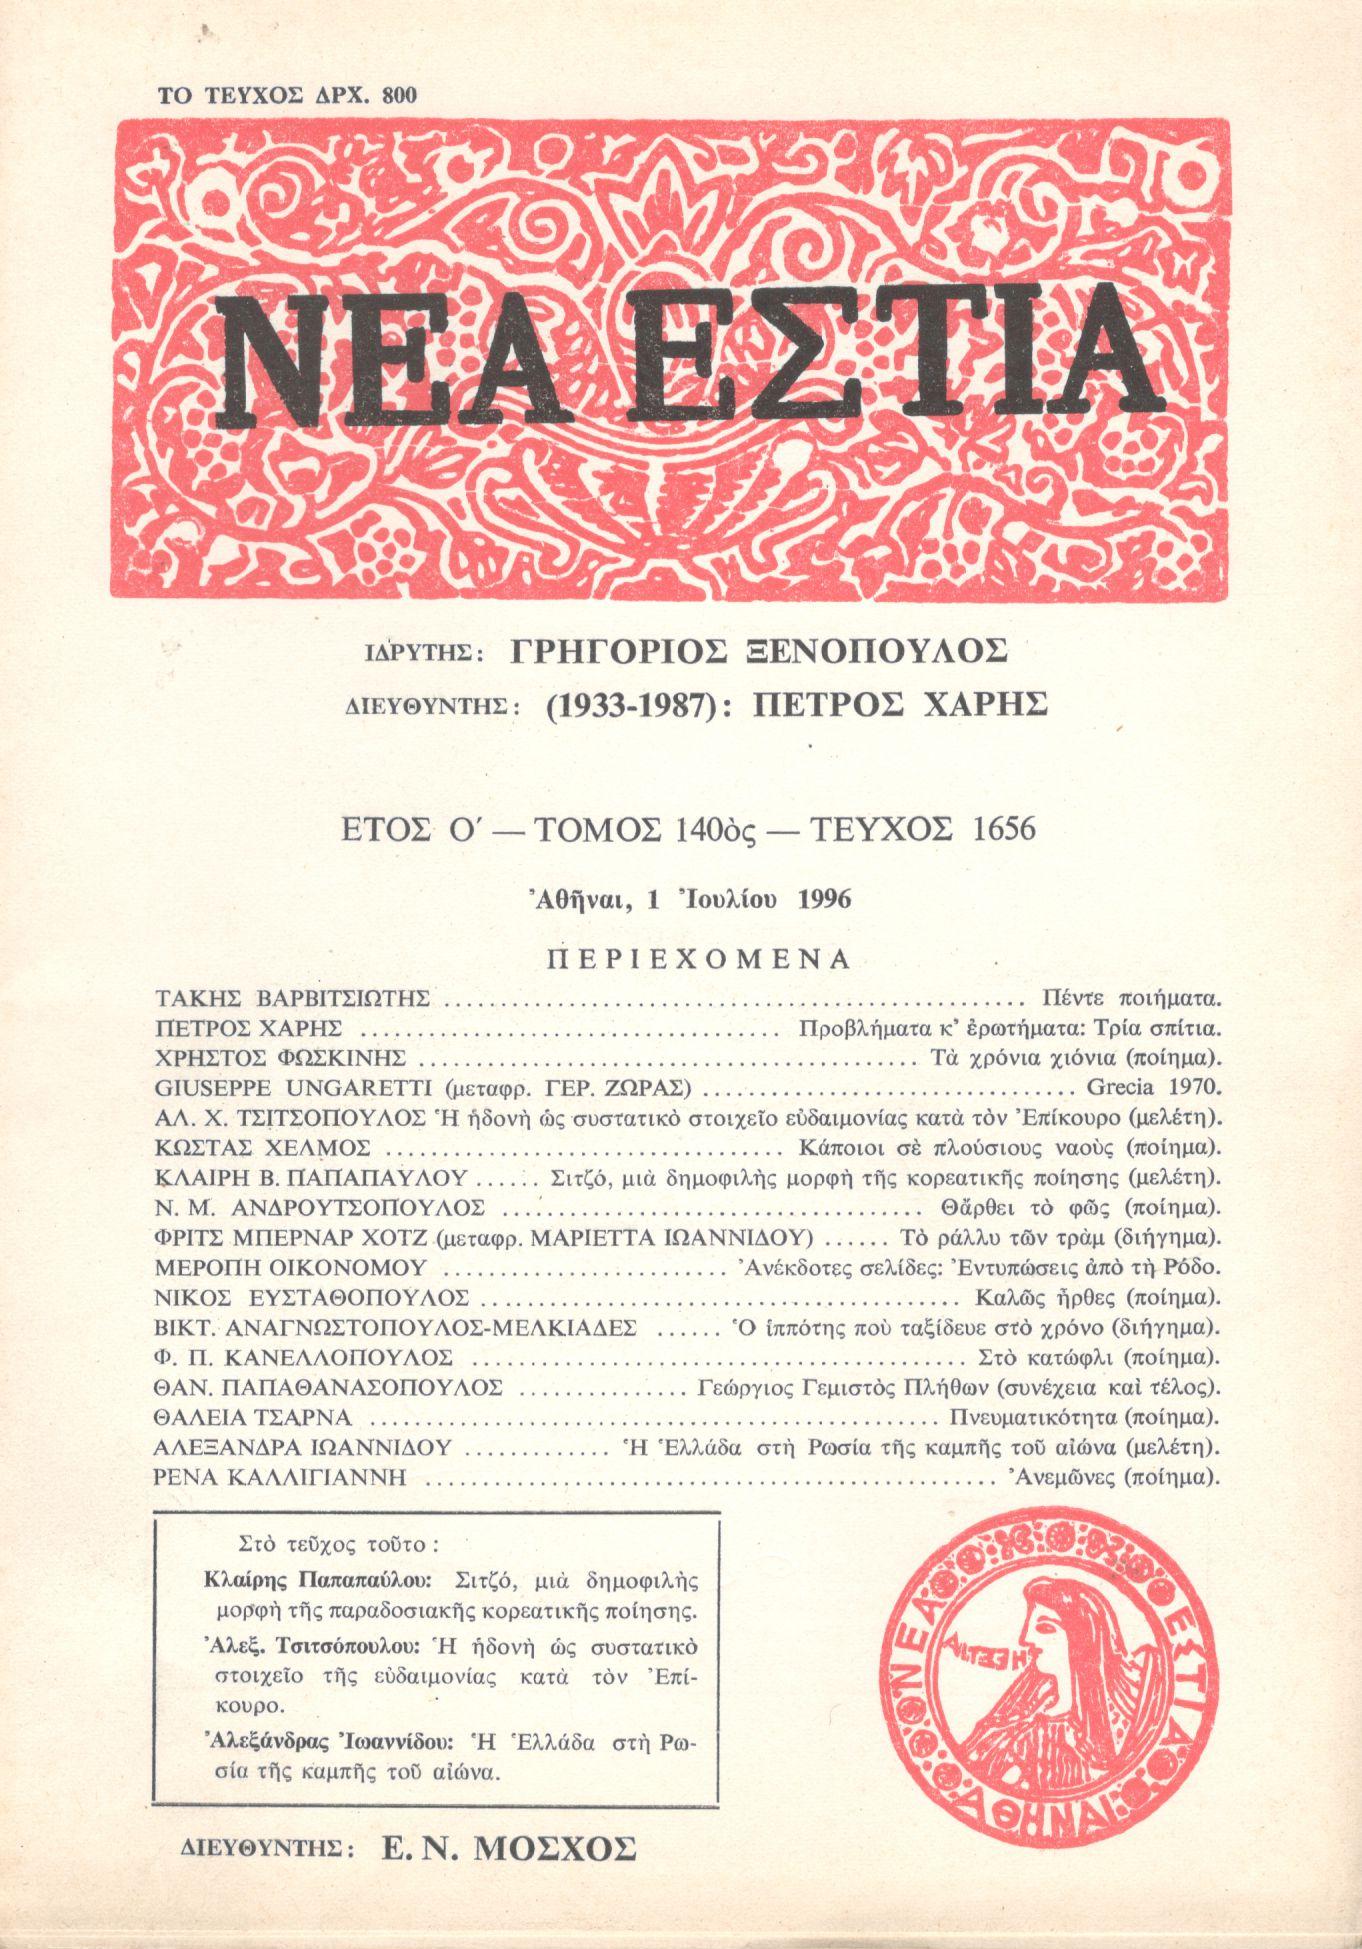 ΤΟ ΤΕΥΧΟΣ ΔΡΧ. 800
ΝΕΑ ΕΣΤΙΑ
ΙΔΡΥΤΗΣ: ΓΡΗΓΟΡΙΟΣ ΞΕΝΟΠΟΥΛΟΣ
ΔΙΕΥΘΥΝΤΗΣ: (1933-1987): ΠΕΤΡΟΣ ΧΑΡΗΣ
ΕΤΟΣ Ο΄ — ΤΟΜΟΣ 140ὸς — ΤΕΥΧΟΣ 1656
Ἀθῆναι, 1 Ἰουλίου 1996
ΠΕΡΙΕΧΟΜΕΝΑ
ΤΑΚΗΣ ΒΑΡΒΙΤΣΙΩΤΗΣ ........ Πέντε ποιήματα.
ΠΕΤΡΟΣ ΧΑΡΗΣ ........ Προβλήματα κ' ἐρωτήματα: Τρία σπίτια.
ΧΡΗΣΤΟΣ ΦΩΣΚΙΝΗΣ ........ Τὰ χρόνια χιόνια (ποίημα).
GIUSEPPE UNGARETTI (μεταφρ. ΓΕΡ. ΖΩΡΑΣ) ........ Grecia 1970.
ΑΛ. Χ. ΤΣΙΤΣΟΠΟΥΛΟΣ Ἡ ἡδονὴ ὡς συστατικὸ στοιχεῖο εὐδαιμονίας κατὰ τὸν Ἐπίκουρο (μελέτη).
ΚΩΣΤΑΣ ΧΕΛΜΟΣ ........ Κάποιοι σὲ πλούσιους ναοὺς (ποίημα).
ΚΛΑΙΡΗ Β. ΠΑΠΑΠΑΥΛΟΥ ...... Σιτζό, μιὰ δημοφιλὴς μορφὴ τῆς κορεατικῆς ποίησης (μελέτη).
Ν. Μ. ΑΝΔΡΟΥΤΣΟΠΟΥΛΟΣ ........ Θἄρθει τὸ φῶς (ποίημα).
ΦΡΙΤΣ ΜΠΕΡΝΑΡ ΧΟΤΖ (μεταφρ. ΜΑΡΙΕΤΤΑ ΙΩΑΝΝΙΔΟΥ) ...... Τὸ ράλλυ τῶν τρὰμ (διήγημα).
ΜΕΡΟΠΗ ΟΙΚΟΝΟΜΟΥ ........ Ἀνέκδοτες σελίδες: Ἐντυπώσεις ἀπὸ τὴ Ρόδο.
ΝΙΚΟΣ ΕΥΣΤΑΘΟΠΟΥΛΟΣ ........ Καλῶς ἦρθες (ποίημα).
ΒΙΚΤ. ΑΝΑΓΝΩΣΤΟΠΟΥΛΟΣ-ΜΕΛΚΙΑΔΕΣ ...... Ὁ ἱππότης ποὺ ταξίδευε στὸ χρόνο (διήγημα).
Φ. Π. ΚΑΝΕΛΛΟΠΟΥΛΟΣ ........ Στὸ κατώφλι (ποίημα).
ΘΑΝ. ΠΑΠΑΘΑΝΑΣΟΠΟΥΛΟΣ ........ Γεώργιος Γεμιστὸς Πλήθων (συνέχεια καὶ τέλος).
ΘΑΛΕΙΑ ΤΣΑΡΝΑ ........ Πνευματικότητα (ποίημα).
ΑΛΕΞΑΝΔΡΑ ΙΩΑΝΝΙΔΟΥ ........ Ἡ Ἑλλάδα στὴ Ρωσία τῆς καμπῆς τοῦ αἰώνα (μελέτη).
ΡΕΝΑ ΚΑΛΛΙΓΙΑΝΝΗ ........ Ἀνεμῶνες (ποίημα).
Στὸ τεῦχος τοῦτο:
Κλαίρης Παπαπαύλου: Σιτζό, μιὰ δημοφιλὴς
μορφὴ τῆς παραδοσιακῆς κορεατικῆς ποίησης.
Ἀλεξ. Τσιτσόπουλου: Ἡ ἡδονὴ ὡς συστατικὸ
στοιχεῖο τῆς εὐδαιμονίας κατὰ τὸν Ἐπί-
κουρο.
Ἀλεξάνδρας Ἰωαννίδου: Ἡ Ἑλλάδα στὴ Ρω-
σία τῆς καμπῆς τοῦ αἰώνα.
ΔΙΕΥΘΥΝΤΗΣ: Ε. Ν. ΜΟΣΧΟΣ
ΝΕΑ ΕΣΤΙΑ
ΑΘΗΝΑΙ